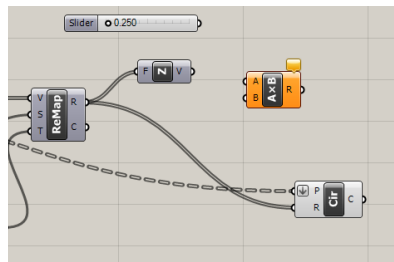 Slider 0.250
F Z V
A B A×B R
V S T ReMap R C
P R Cir C